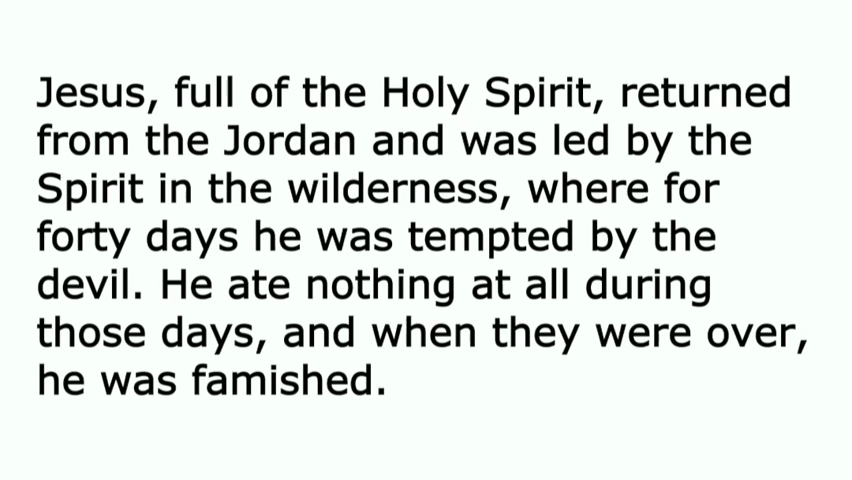 Jesus, full of the Holy Spirit, returned
from the Jordan and was led by the
Spirit in the wilderness, where for
forty days he was tempted by the
devil. He ate nothing at all during
those days, and when they were over,
he was famished.